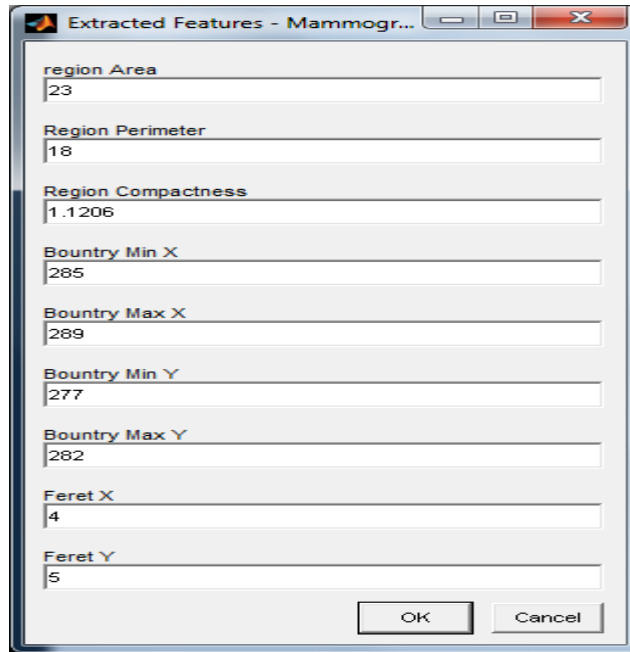 Extracted Features - Mammogr...
region Area
23
Region Perimeter
18
Region Compactness
1.1206
Bountry Min X
285
Bountry Max X
289
Bountry Min Y
277
Bountry Max Y
282
Feret X
4
Feret Y
5
OK Cancel